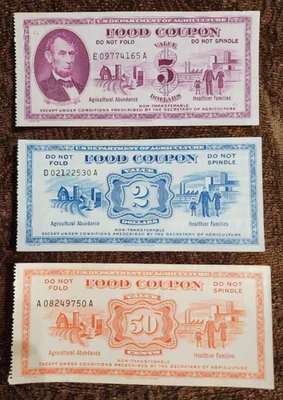 U.S. DEPARTMENT OF AGRICULTURE
FOOD COUPON
DO NOT FOLD
DO NOT SPINDLE
E 09774165 A
VALUE
5
DOLLARS
Agricultural Abundance
Healthier Families
NON-TRANSFERABLE
EXCEPT UNDER CONDITIONS PRESCRIBED BY THE SECRETARY OF AGRICULTURE
U.S. DEPARTMENT OF AGRICULTURE
DO NOT FOLD
FOOD COUPON
DO NOT SPINDLE
D 02122530 A
VALUE
2
DOLLARS
Agricultural Abundance
Healthier Families
NON-TRANSFERABLE
EXCEPT UNDER CONDITIONS PRESCRIBED BY THE SECRETARY OF AGRICULTURE
U.S. DEPARTMENT OF AGRICULTURE
DO NOT FOLD
FOOD COUPON
DO NOT SPINDLE
A 08249750 A
VALUE
50
CENTS
Agricultural Abundance
Healthier Families
NON-TRANSFERABLE
EXCEPT UNDER CONDITIONS PRESCRIBED BY THE SECRETARY OF AGRICULTURE